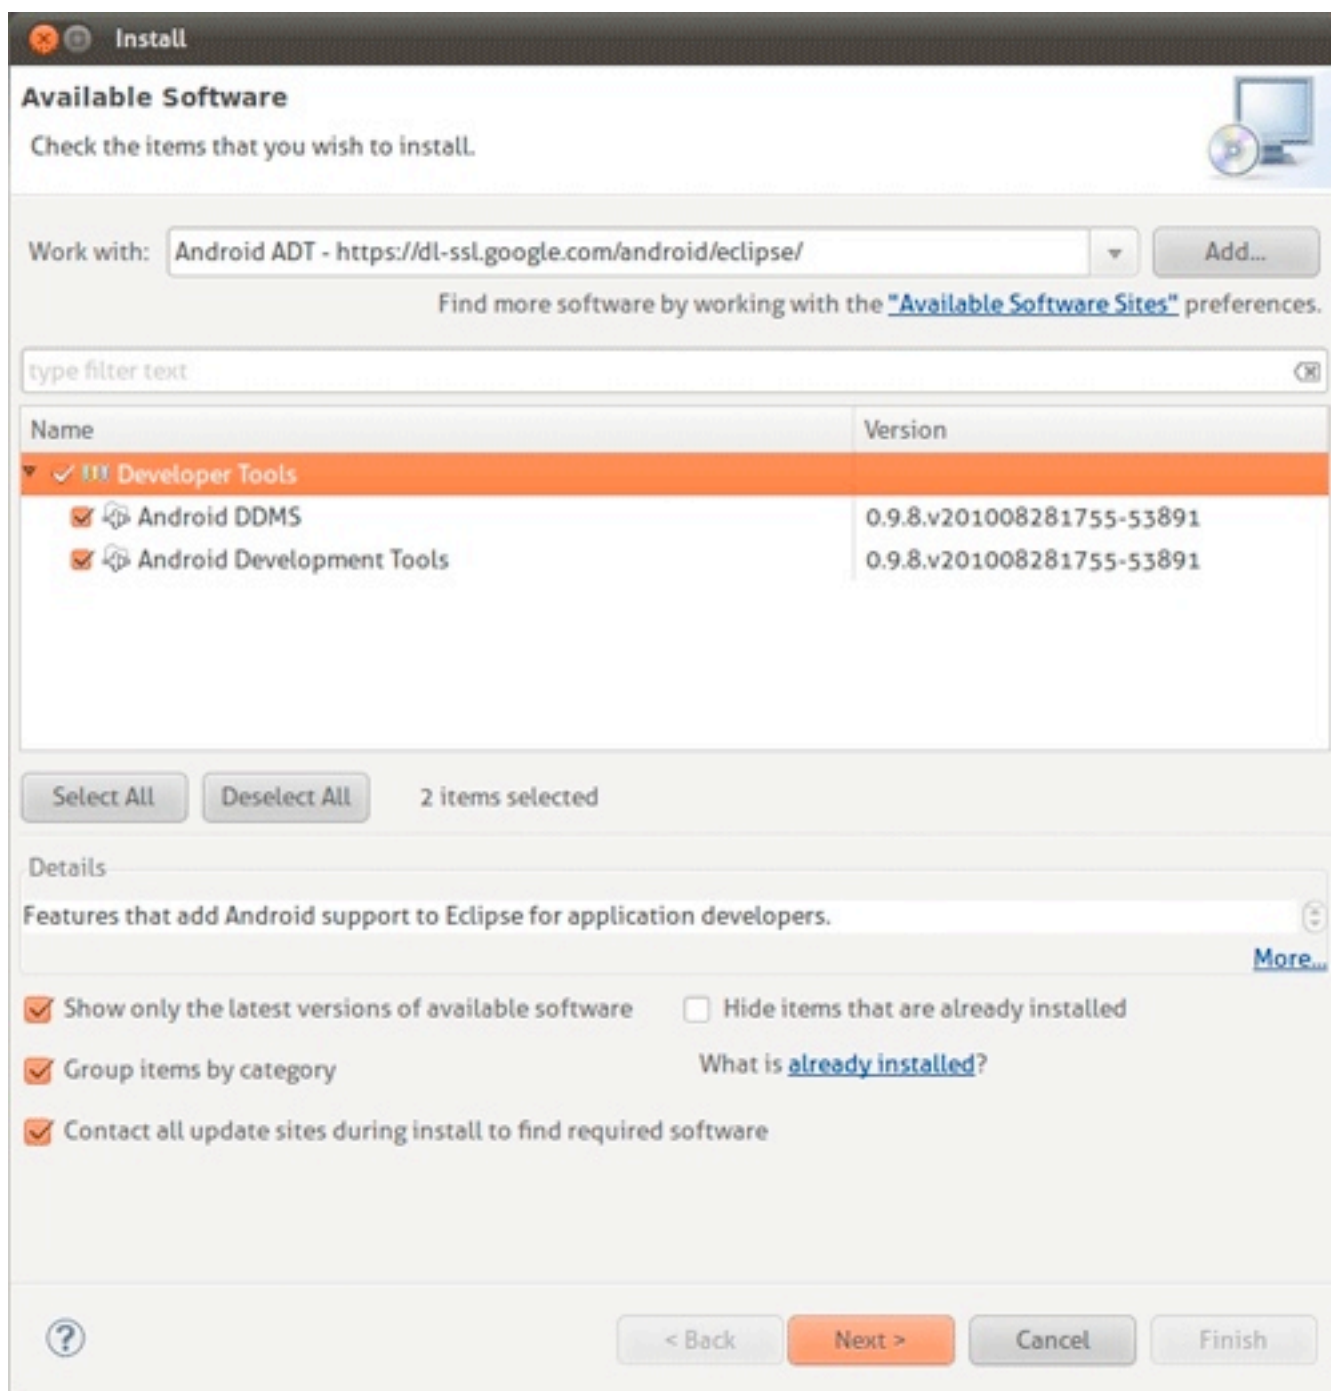 Install
Available Software
Check the items that you wish to install.
Work with: Android ADT - https://dl-ssl.google.com/android/eclipse/ Add...
Find more software by working with the "Available Software Sites" preferences.
type filter text
Name Version
Developer Tools
Android DDMS 0.9.8.v201008281755-53891
Android Development Tools 0.9.8.v201008281755-53891
Select All Deselect All 2 items selected
Details
Features that add Android support to Eclipse for application developers.
More...
Show only the latest versions of available software Hide items that are already installed
Group items by category What is already installed?
Contact all update sites during install to find required software
? < Back Next > Cancel Finish